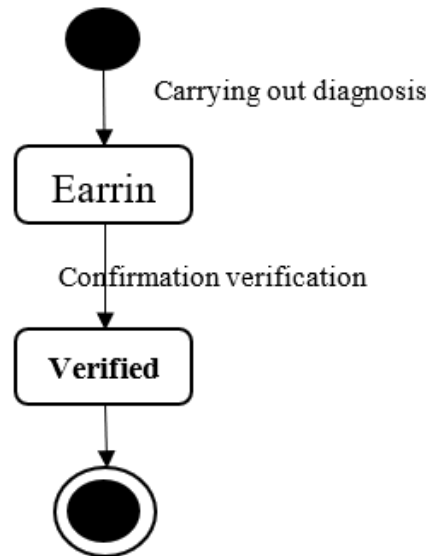 Carrying out diagnosis
Earrin
Confirmation verification
Verified